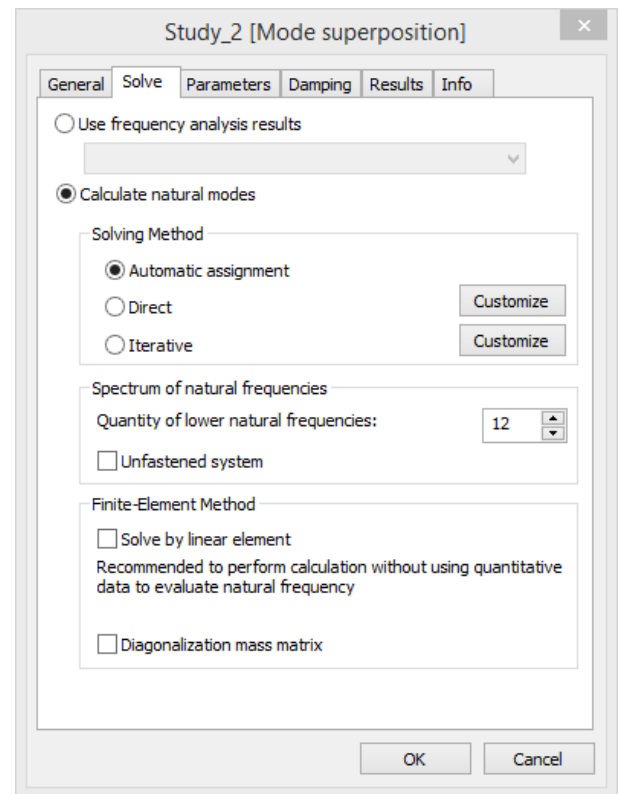 Study_2 [Mode superposition]
General Solve Parameters Damping Results Info
Use frequency analysis results
Calculate natural modes
Solving Method
Automatic assignment
Direct Customize
Iterative Customize
Spectrum of natural frequencies
Quantity of lower natural frequencies: 12
Unfastened system
Finite-Element Method
Solve by linear element
Recommended to perform calculation without using quantitative
data to evaluate natural frequency
Diagonalization mass matrix
OK Cancel